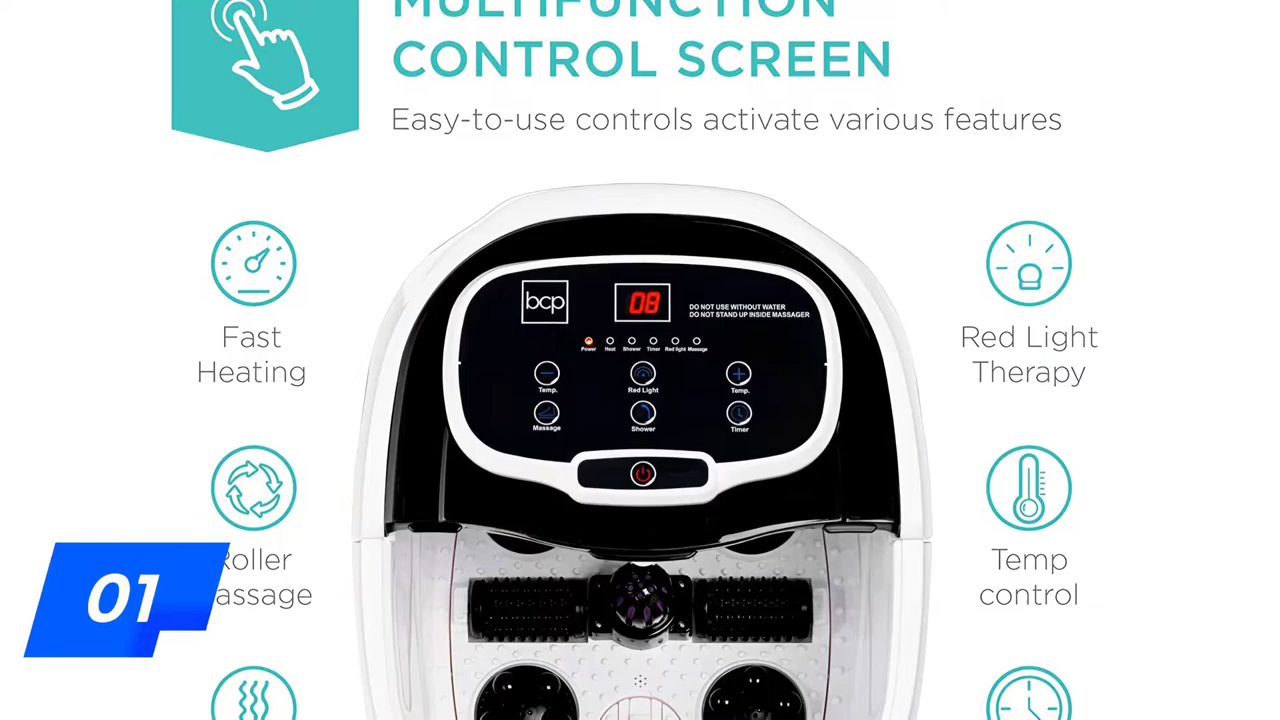 MULTIFUNCTION
CONTROL SCREEN
Easy-to-use controls activate various features
Fast
Heating
Red Light
Therapy
bcp
08
DO NOT USE WITHOUT WATER
DO NOT STAND UP INSIDE MASSAGER
Power Heat Shower Timer Red light Massage
Temp. Red Light Temp.
Massage Shower Timer
Roller
Massage
Temp
control
01